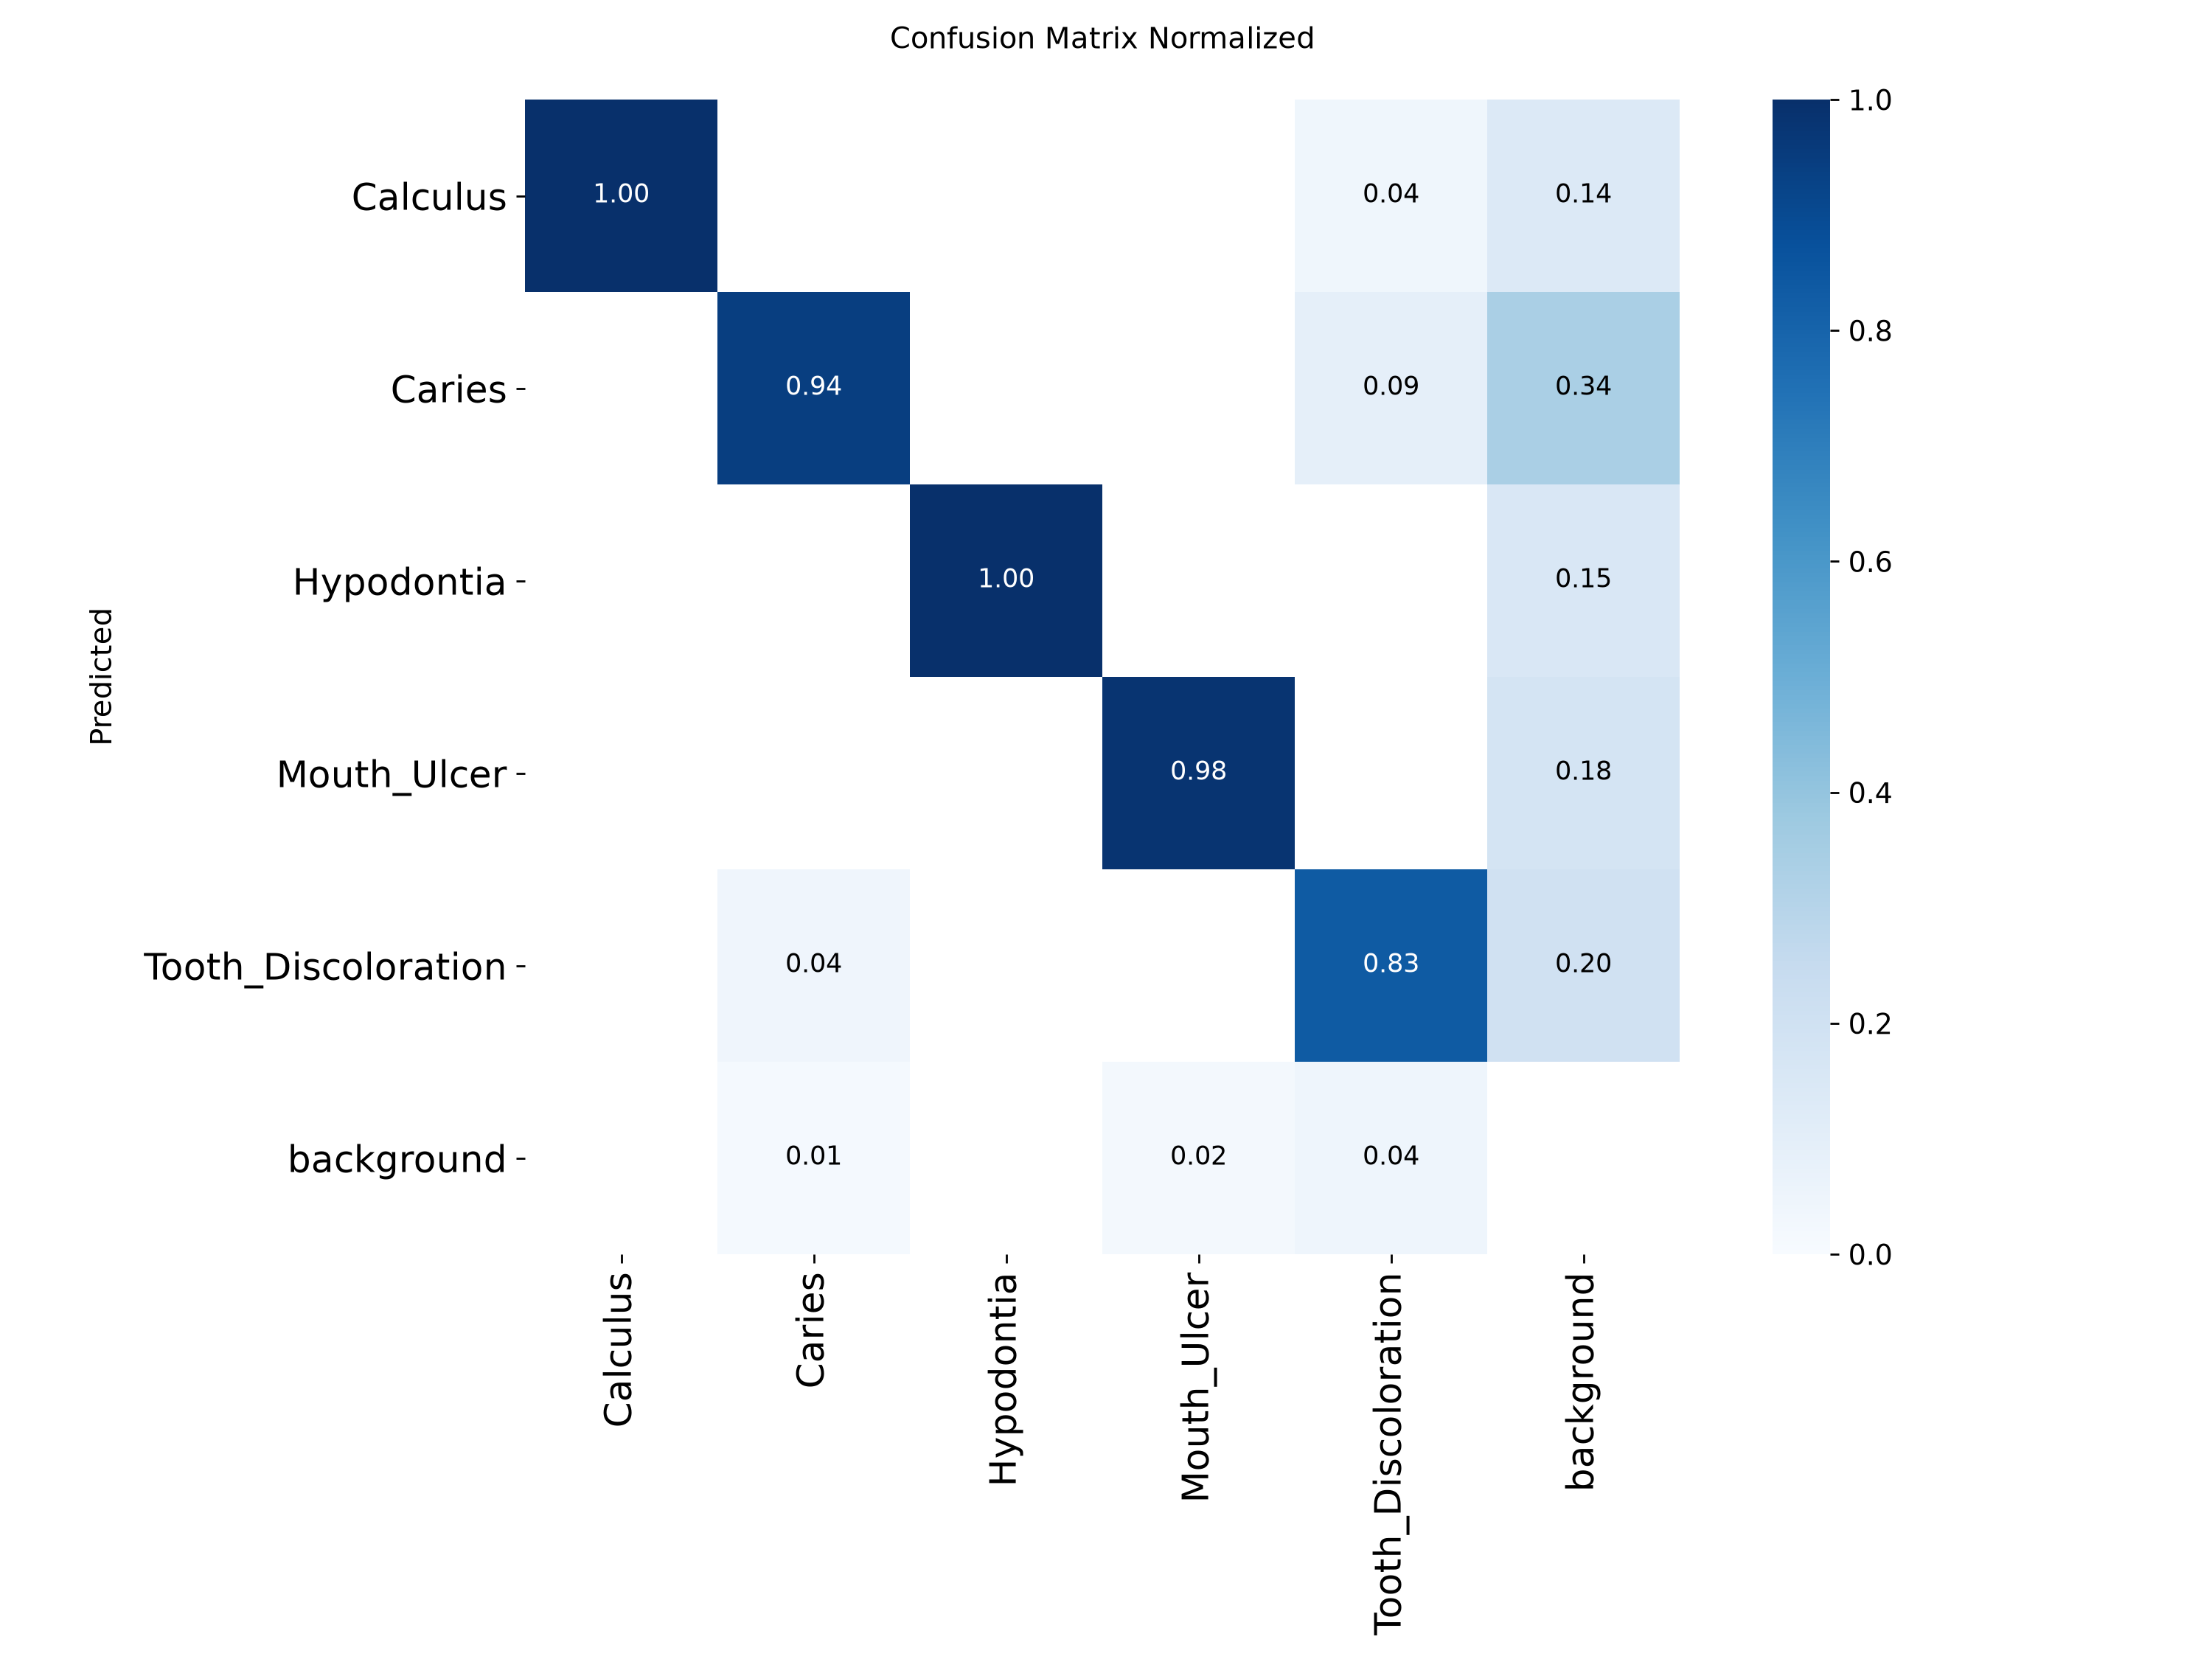 Confusion Matrix Normalized
Predicted
Calculus
1.00
0.04
0.14
Caries
0.94
0.09
0.34
Hypodontia
1.00
0.15
Mouth_Ulcer
0.98
0.18
Tooth_Discoloration
0.04
0.83
0.20
background
0.01
0.02
0.04
Calculus
Caries
Hypodontia
Mouth_Ulcer
Tooth_Discoloration
background
1.0
0.8
0.6
0.4
0.2
0.0